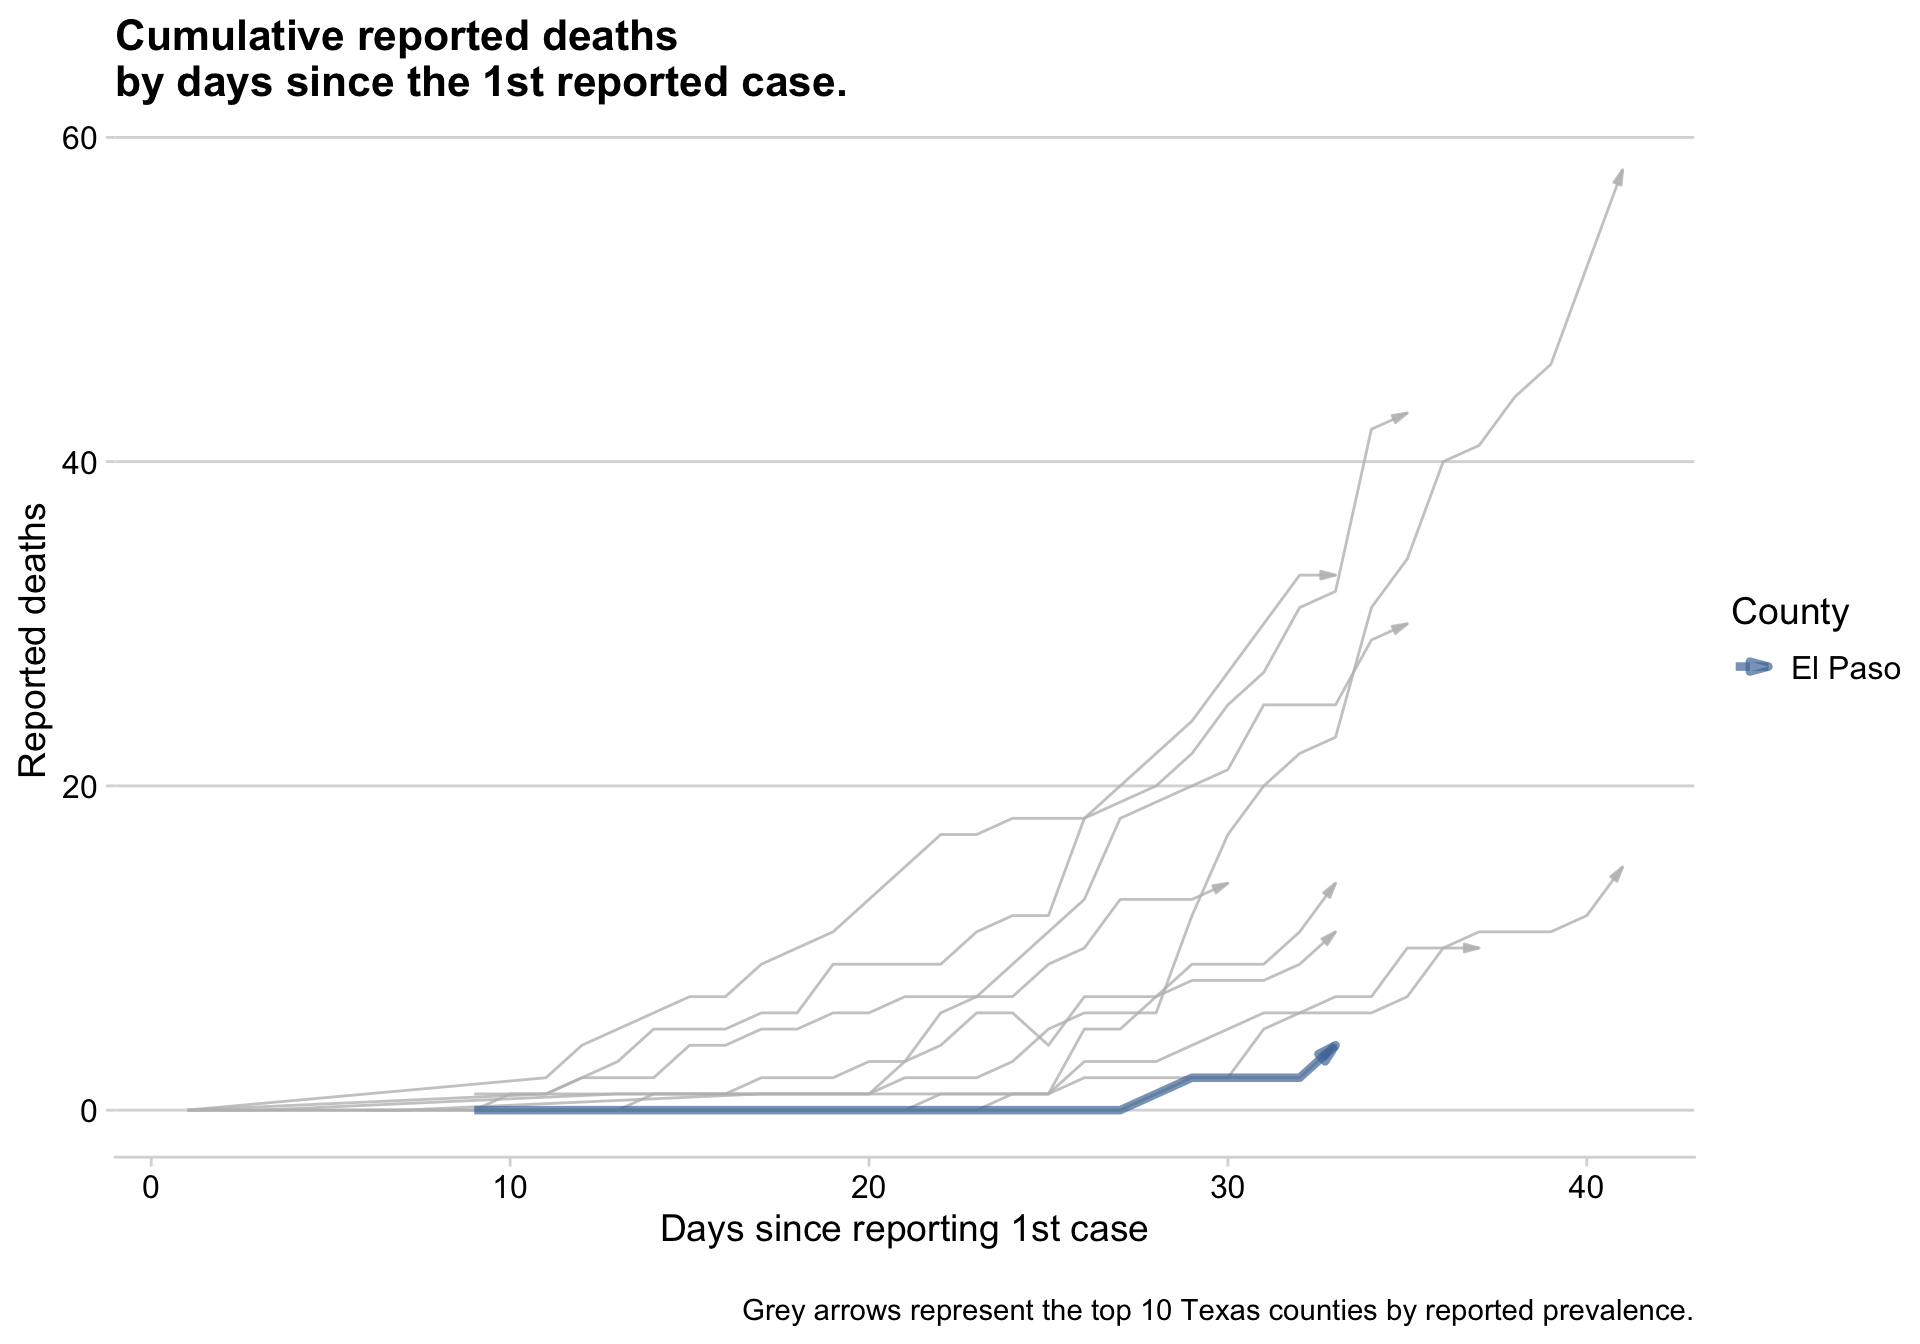 Cumulative reported deaths
by days since the 1st reported case.
60
40
20
0
Reported deaths
0 10 20 30 40
Days since reporting 1st case
County
El Paso
Grey arrows represent the top 10 Texas counties by reported prevalence.